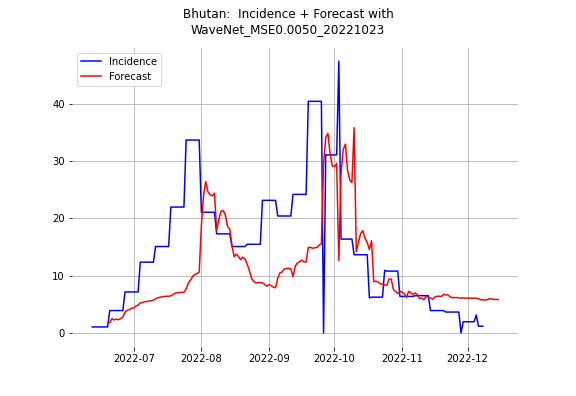 Bhutan:  Incidence + Forecast with
WaveNet_MSE0.0050_20221023
Incidence
Forecast
40
30
20
10
0
2022-07
2022-08
2022-09
2022-10
2022-11
2022-12